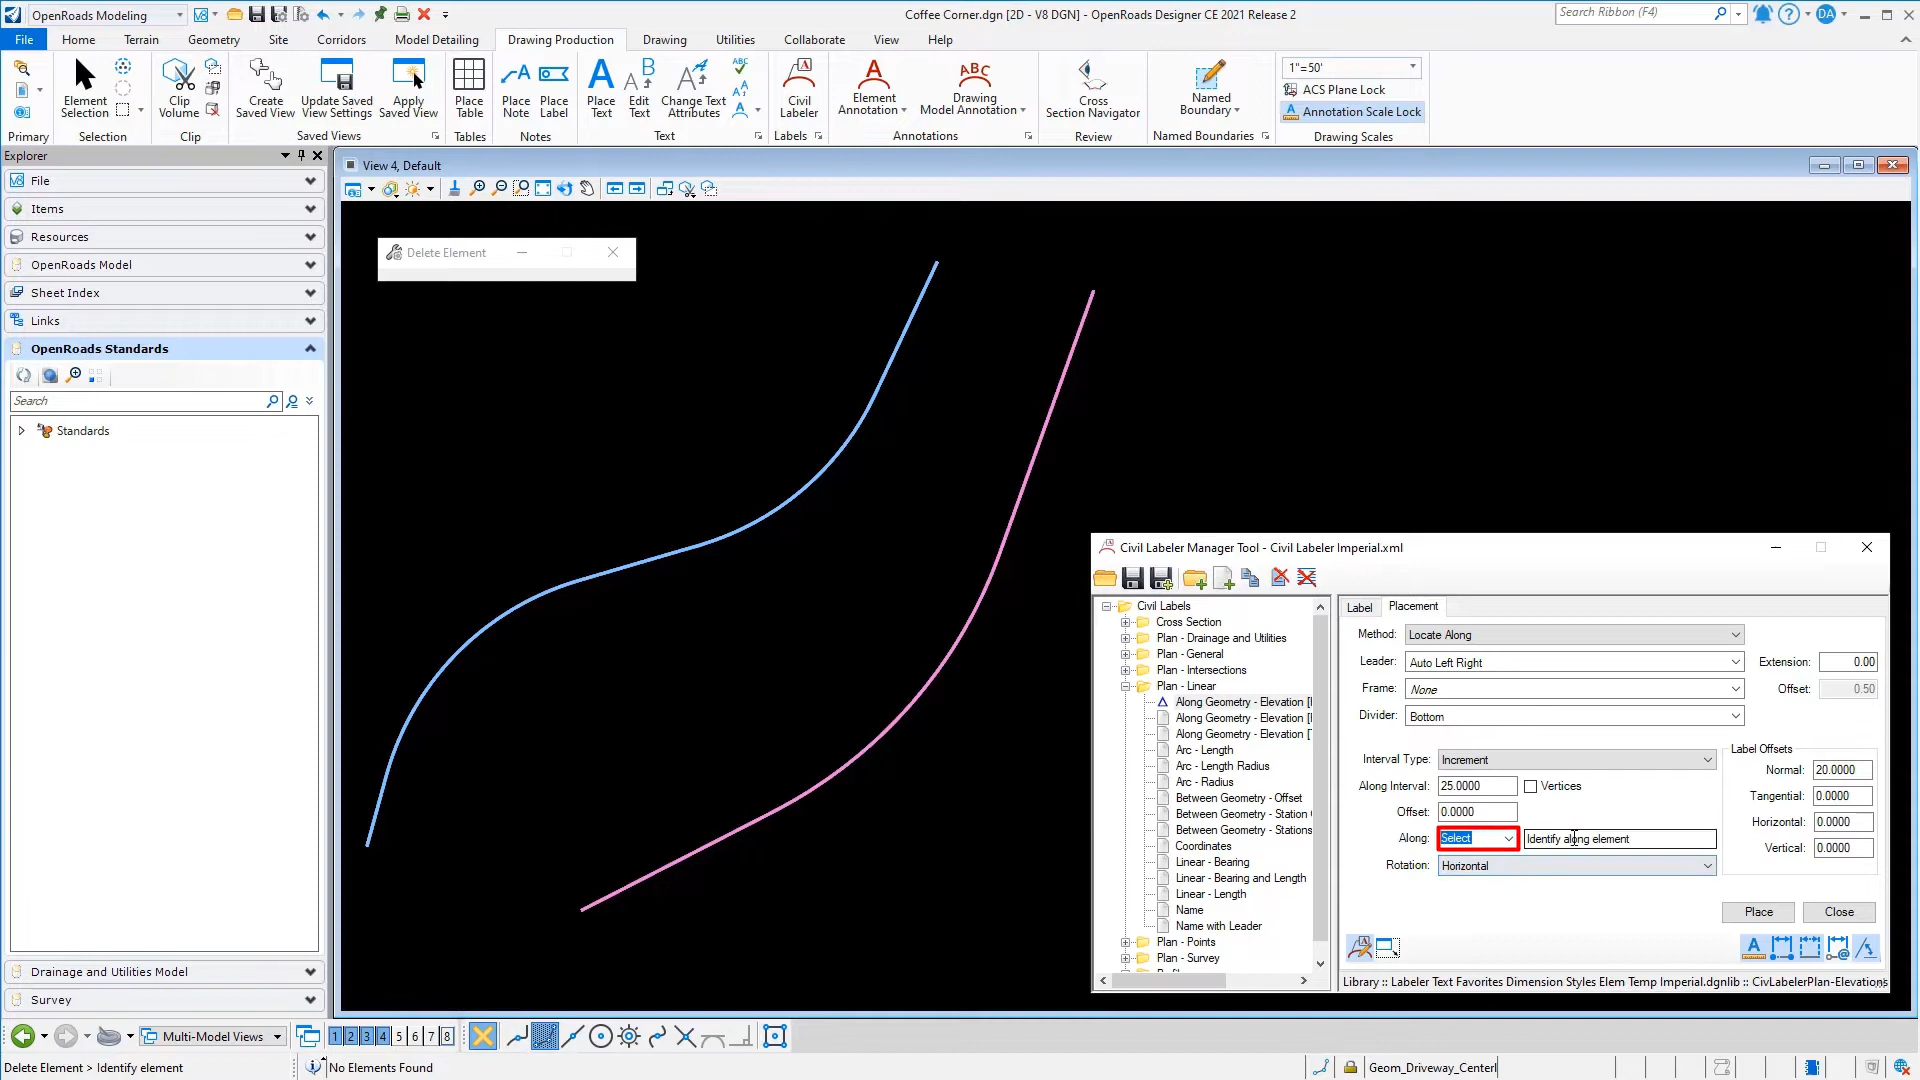 OpenRoads Modeling
Coffee Corner.dgn [2D - V8 DGN] - OpenRoads Designer CE 2021 Release 2
Search Ribbon (F4)
DA
File
Home
Terrain
Geometry
Site
Corridors
Model Detailing
Drawing Production
Drawing
Utilities
Collaborate
View
Help
Primary
Element Selection
Selection
Clip Volume
Clip
Create Saved View
Update Saved View Settings
Apply Saved View
Saved Views
Place Table
Tables
Place Note
Place Label
Notes
Place Text
Edit Text
Change Text Attributes
Text
Civil Labeler
Labels
Element Annotation
Drawing Model Annotation
Annotations
Cross Section Navigator
Review
Named Boundary
Named Boundaries
1"=50'
ACS Plane Lock
Annotation Scale Lock
Drawing Scales
Explorer
File
Items
Resources
OpenRoads Model
Sheet Index
Links
OpenRoads Standards
Search
Standards
Drainage and Utilities Model
Survey
View 4, Default
Delete Element
Civil Labeler Manager Tool - Civil Labeler Imperial.xml
Civil Labels
Cross Section
Plan - Drainage and Utilities
Plan - General
Plan - Intersections
Plan - Linear
Along Geometry - Elevation [
Along Geometry - Elevation [
Along Geometry - Elevation [
Arc - Length
Arc - Length Radius
Arc - Radius
Between Geometry - Offset
Between Geometry - Station
Between Geometry - Stations
Coordinates
Linear - Bearing
Linear - Bearing and Length
Linear - Length
Name
Name with Leader
Plan - Points
Plan - Survey
Label
Placement
Method: Locate Along
Leader: Auto Left Right
Extension: 0.00
Frame: None
Offset: 0.50
Divider: Bottom
Interval Type: Increment
Along Interval: 25.0000
Vertices
Offset: 0.0000
Along: Select
Identify along element
Rotation: Horizontal
Label Offsets
Normal: 20.0000
Tangential: 0.0000
Horizontal: 0.0000
Vertical: 0.0000
Place
Close
Library :: Labeler Text Favorites Dimension Styles Elem Temp Imperial.dgnlib :: CivLabelerPlan-Elevations
Multi-Model Views
1 2 3 4 5 6 7 8
Delete Element > Identify element
No Elements Found
Geom_Driveway_Centerl